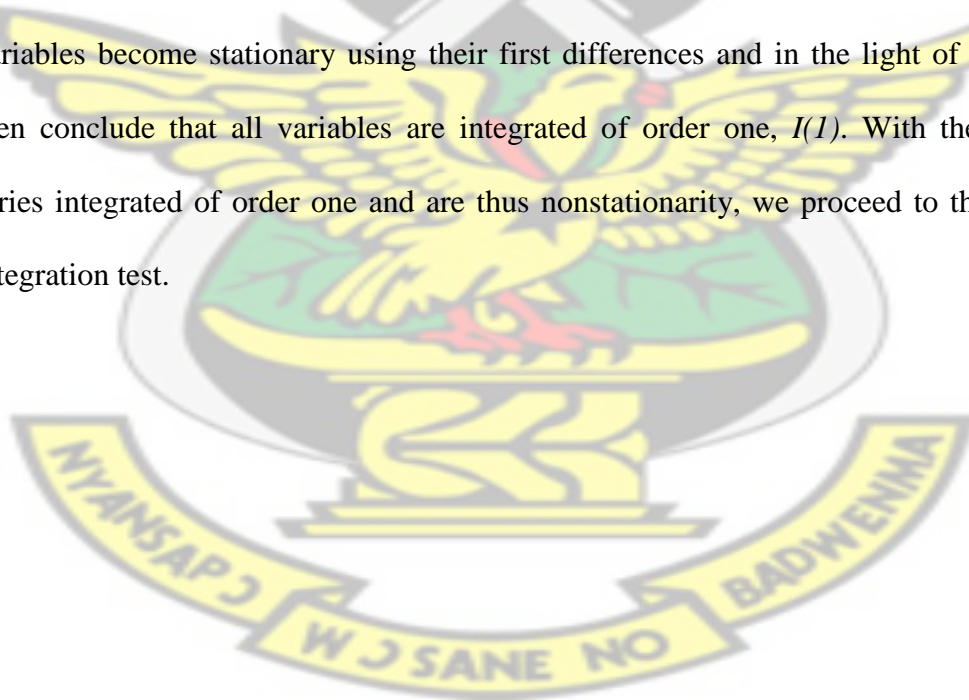 riables become stationary using their first differences and in the light of
en conclude that all variables are integrated of order one, I(1). With the
ries integrated of order one and are thus nonstationarity, we proceed to th
tegration test.
NYANSAPƆ
WƆ SANE NO
BADWENMA